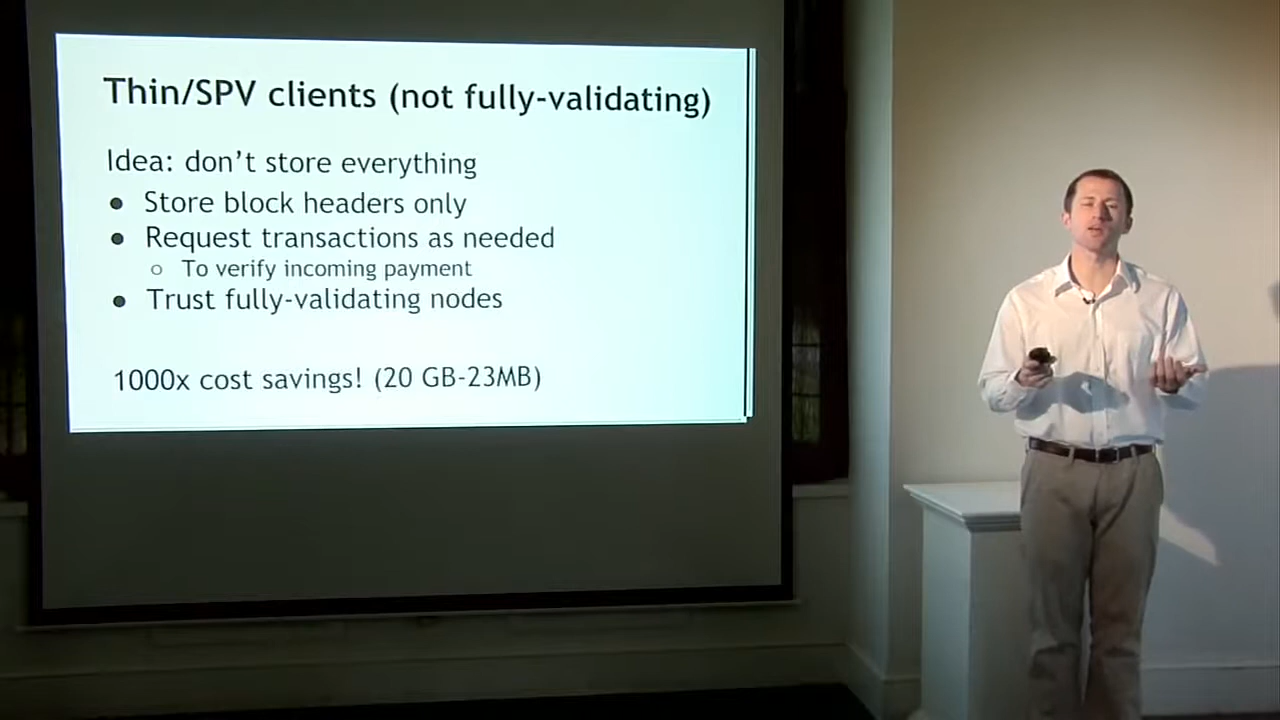 Thin/SPV clients (not fully-validating)
Idea: don't store everything
● Store block headers only
● Request transactions as needed
○ To verify incoming payment
● Trust fully-validating nodes
1000x cost savings! (20 GB-23MB)